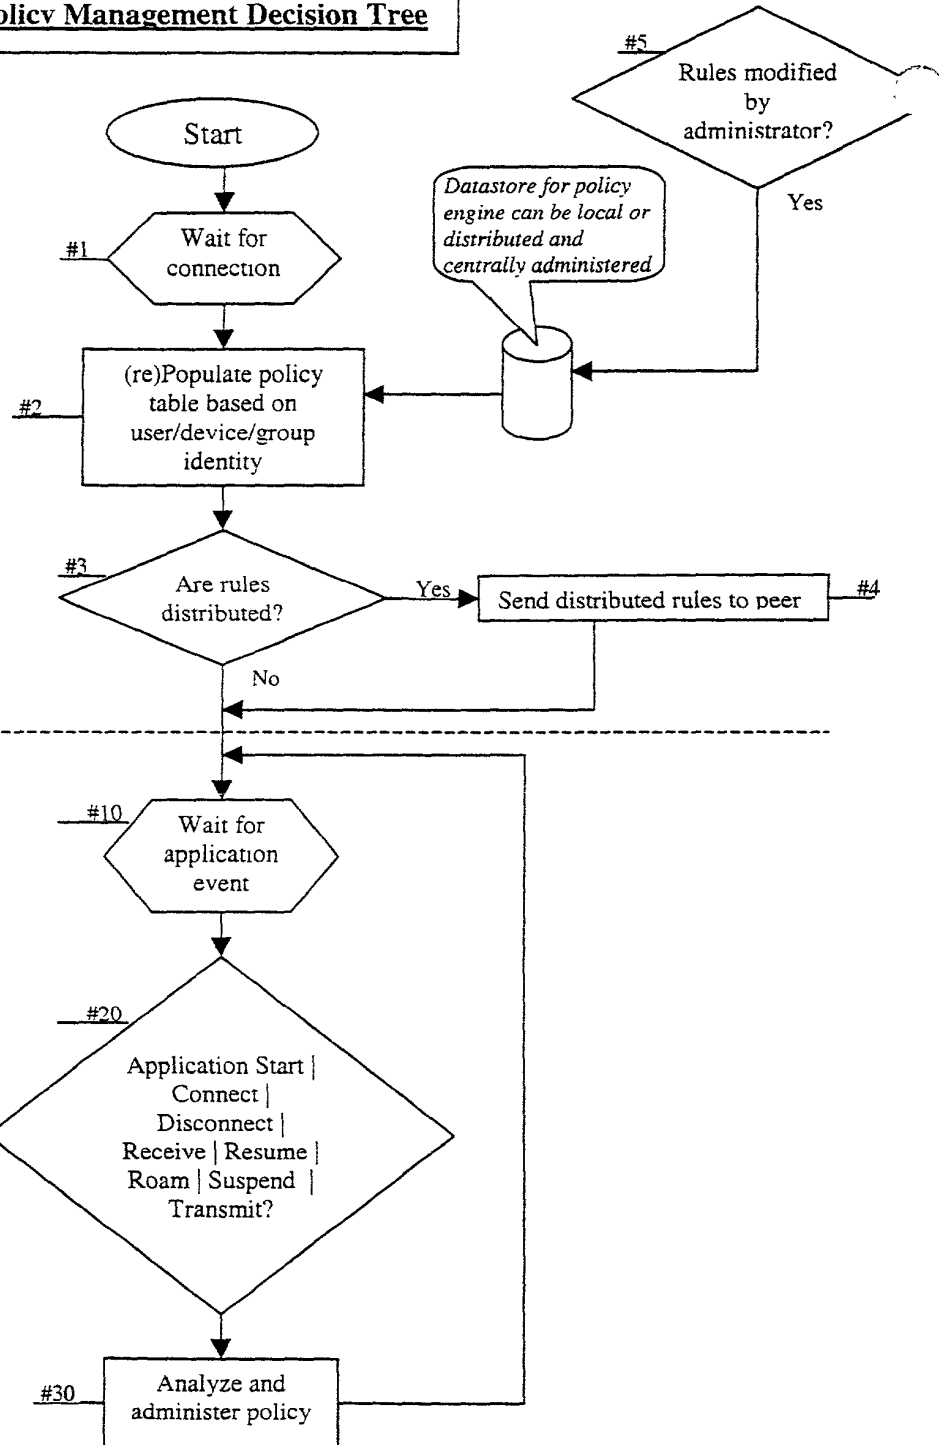 olicy Management Decision Tree
#5
Rules modified
by
administrator?
Yes
Start
Datastore for policy
engine can be local or
distributed and
centrally administered
#1
Wait for
connection
(re)Populate policy
table based on
user/device/group
identity
#2
#3
Are rules
distributed?
Yes
Send distributed rules to peer
#4
No
#10
Wait for
application
event
#20
Application Start |
Connect |
Disconnect |
Receive | Resume |
Roam | Suspend |
Transmit?
#30
Analyze and
administer policy